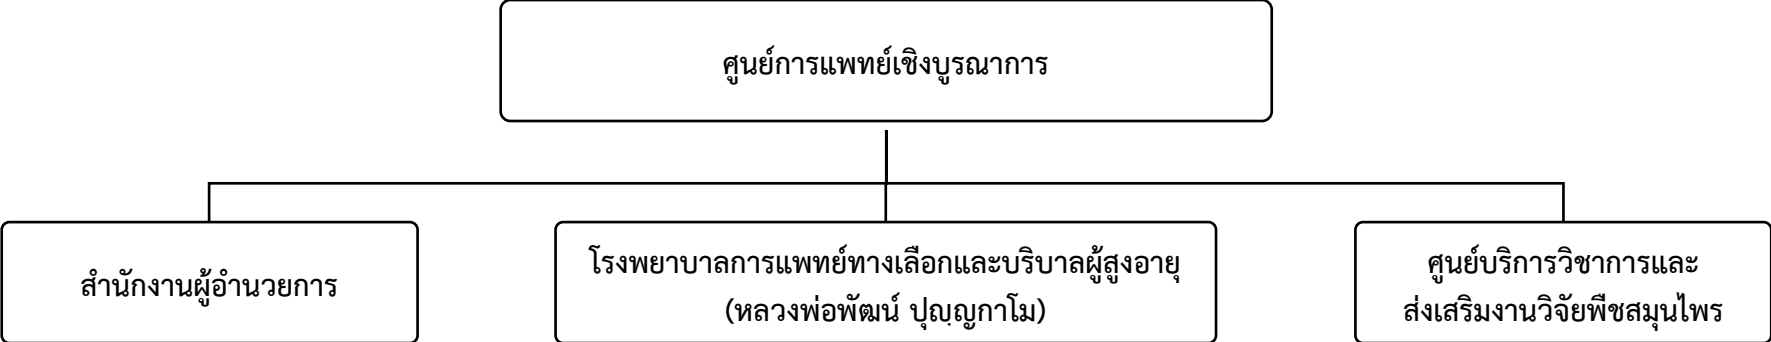 ศูนย์การแพทย์เชิงบูรณาการ
สำนักงานผู้อำนวยการ
โรงพยาบาลการแพทย์ทางเลือกและบริบาลผู้สูงอายุ
(หลวงพ่อพัฒน์ ปุญฺญกาโม)
ศูนย์บริการวิชาการและ
ส่งเสริมงานวิจัยพืชสมุนไพร